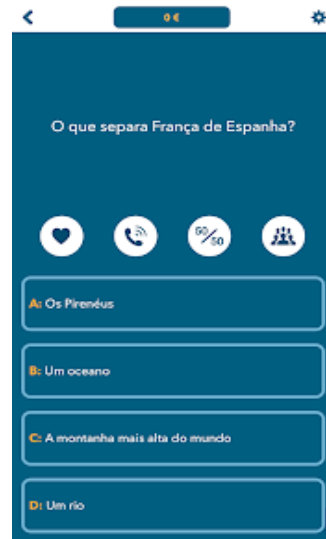 0 €
O que separa França de Espanha?
50/50
A: Os Pirenéus
B: Um oceano
C: A montanha mais alta do mundo
D: Um rio